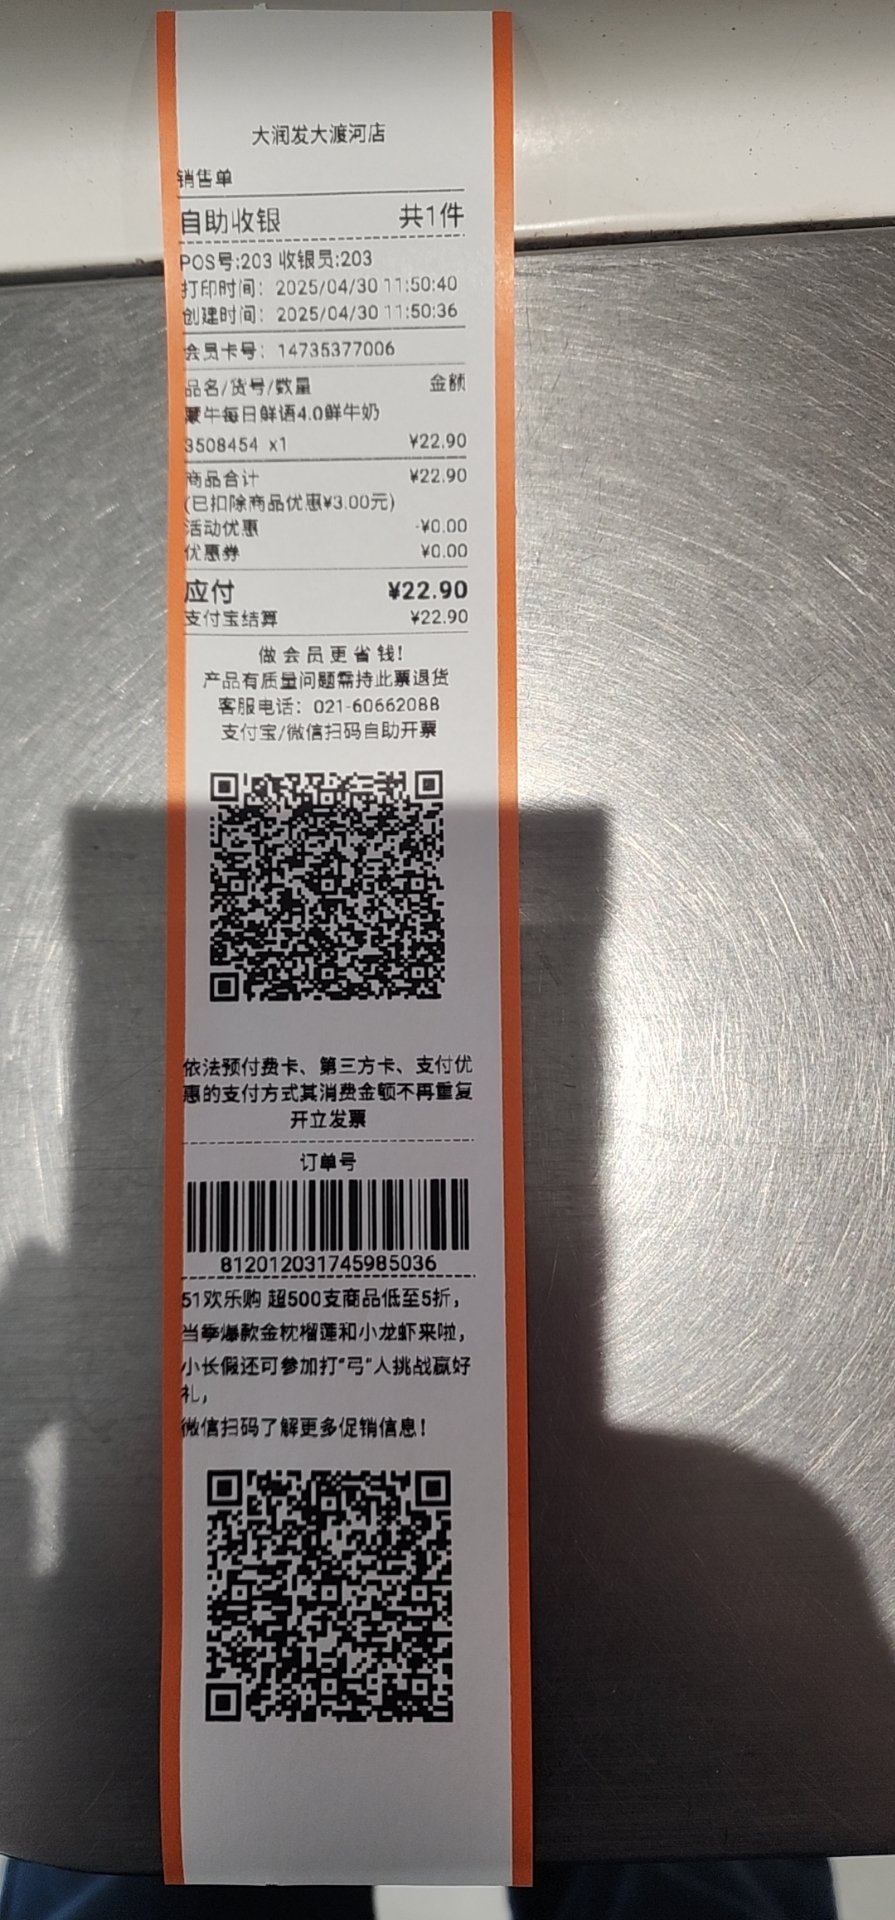 大润发大渡河店
销售单
自助收银 共1件
POS号:203 收银员:203
打印时间: 2025/04/30 11:50:40
创建时间: 2025/04/30 11:50:36
会员卡号: 14735377006
品名/货号/数量 金额
蒙牛每日鲜语4.0鲜牛奶
3508454 x1 ¥22.90
商品合计 ¥22.90
(已扣除商品优惠¥3.00元)
活动优惠 -¥0.00
优惠券 ¥0.00
应付 ¥22.90
支付宝结算 ¥22.90
做会员更省钱!
产品有质量问题需持此票退货
客服电话: 021-60662088
支付宝/微信扫码自助开票
依法预付费卡、第三方卡、支付优
惠的支付方式其消费金额不再重复
开立发票
订单号
812012031745985036
51欢乐购 超500支商品低至5折,
当季爆款金枕榴莲和小龙虾来啦,
小长假还可参加打“弓”人挑战赢好
礼,
微信扫码了解更多促销信息!